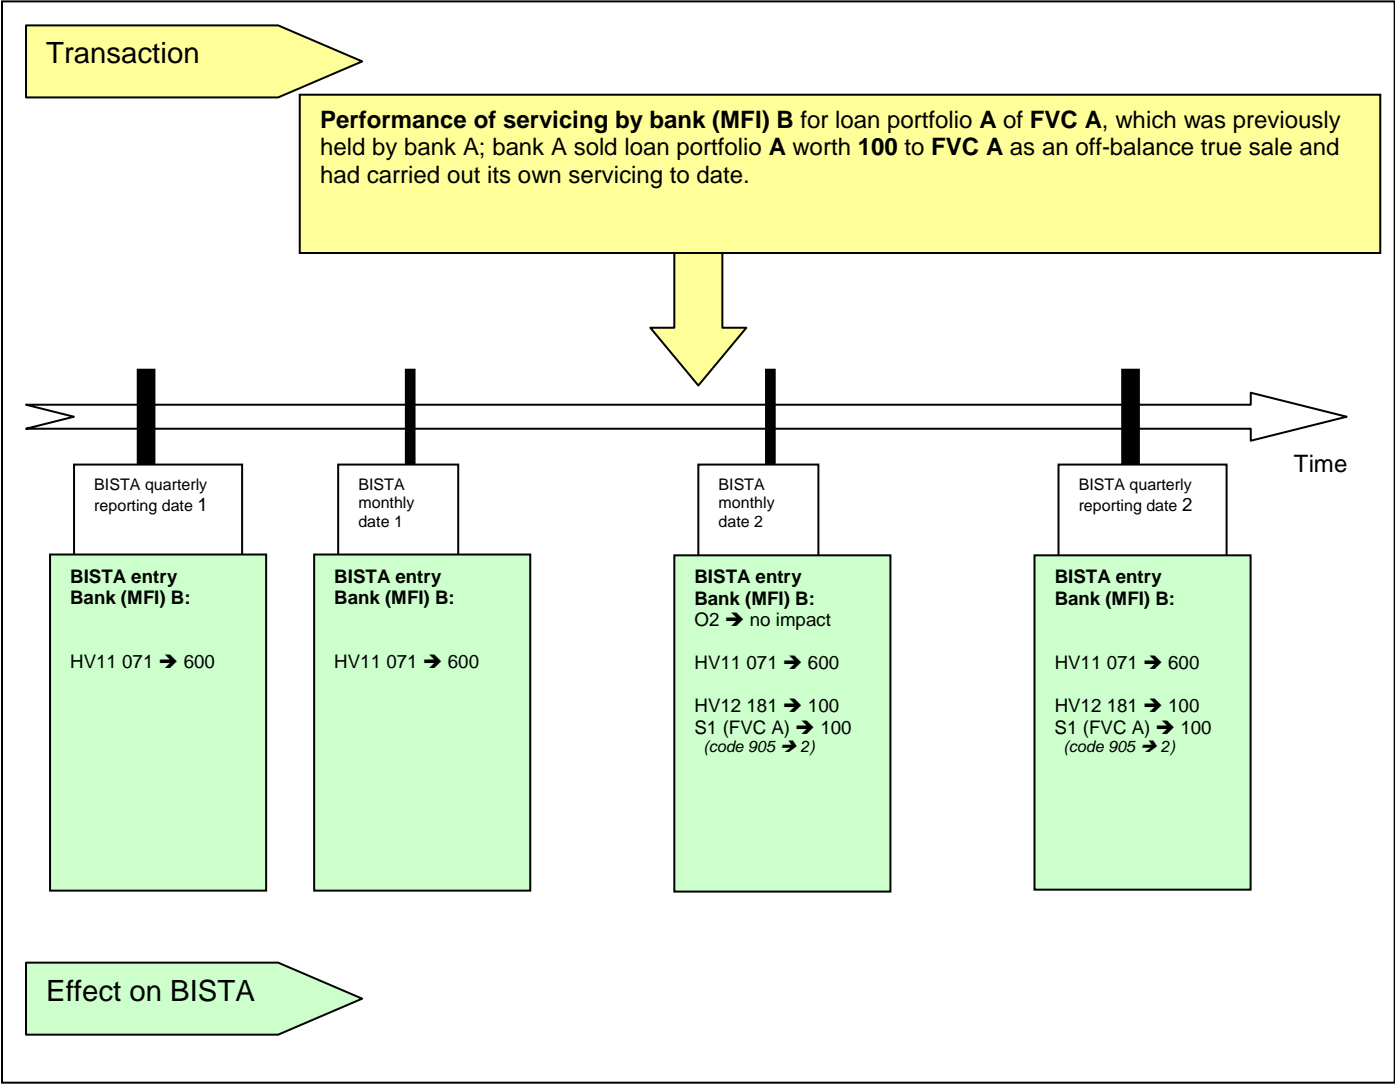 Transaction
Performance of servicing by bank (MFI) B for loan portfolio A of FVC A, which was previously
held by bank A; bank A sold loan portfolio A worth 100 to FVC A as an off-balance true sale and
had carried out its own servicing to date.
Time
BISTA quarterly
reporting date 1
BISTA
monthly
date 1
BISTA
monthly
date 2
BISTA quarterly
reporting date 2
BISTA entry
Bank (MFI) B:
HV11 071 ➔ 600
BISTA entry
Bank (MFI) B:
HV11 071 ➔ 600
BISTA entry
Bank (MFI) B:
O2 ➔ no impact
HV11 071 ➔ 600
HV12 181 ➔ 100
S1 (FVC A) ➔ 100
(code 905 ➔ 2)
BISTA entry
Bank (MFI) B:
HV11 071 ➔ 600
HV12 181 ➔ 100
S1 (FVC A) ➔ 100
(code 905 ➔ 2)
Effect on BISTA